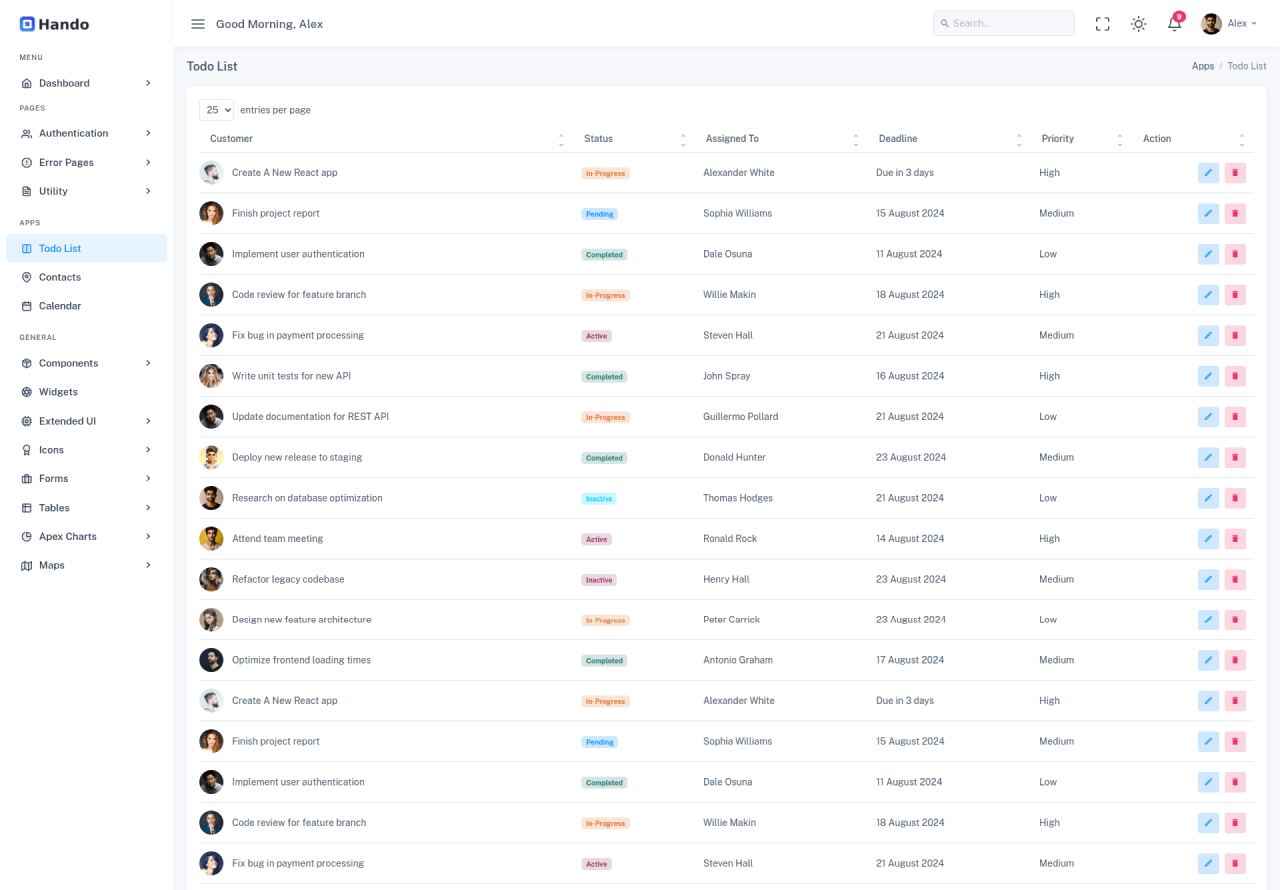 Hando
Good Morning, Alex
Search...
9
Alex
MENU
Dashboard
PAGES
Authentication
Error Pages
Utility
APPS
Todo List
Contacts
Calendar
GENERAL
Components
Widgets
Extended UI
Icons
Forms
Tables
Apex Charts
Maps
Todo List
Apps / Todo List
25 entries per page
Customer Status Assigned To Deadline Priority Action
Create A New React app In-Progress Alexander White Due in 3 days High
Finish project report Pending Sophia Williams 15 August 2024 Medium
Implement user authentication Completed Dale Osuna 11 August 2024 Low
Code review for feature branch In-Progress Willie Makin 18 August 2024 High
Fix bug in payment processing Active Steven Hall 21 August 2024 Medium
Write unit tests for new API Completed John Spray 16 August 2024 High
Update documentation for REST API In-Progress Guillermo Pollard 21 August 2024 Low
Deploy new release to staging Completed Donald Hunter 23 August 2024 Medium
Research on database optimization Inactive Thomas Hodges 21 August 2024 Low
Attend team meeting Active Ronald Rock 14 August 2024 High
Refactor legacy codebase Inactive Henry Hall 23 August 2024 Medium
Design new feature architecture In-Progress Peter Carrick 23 August 2024 Low
Optimize frontend loading times Completed Antonio Graham 17 August 2024 Medium
Create A New React app In-Progress Alexander White Due in 3 days High
Finish project report Pending Sophia Williams 15 August 2024 Medium
Implement user authentication Completed Dale Osuna 11 August 2024 Low
Code review for feature branch In-Progress Willie Makin 18 August 2024 High
Fix bug in payment processing Active Steven Hall 21 August 2024 Medium